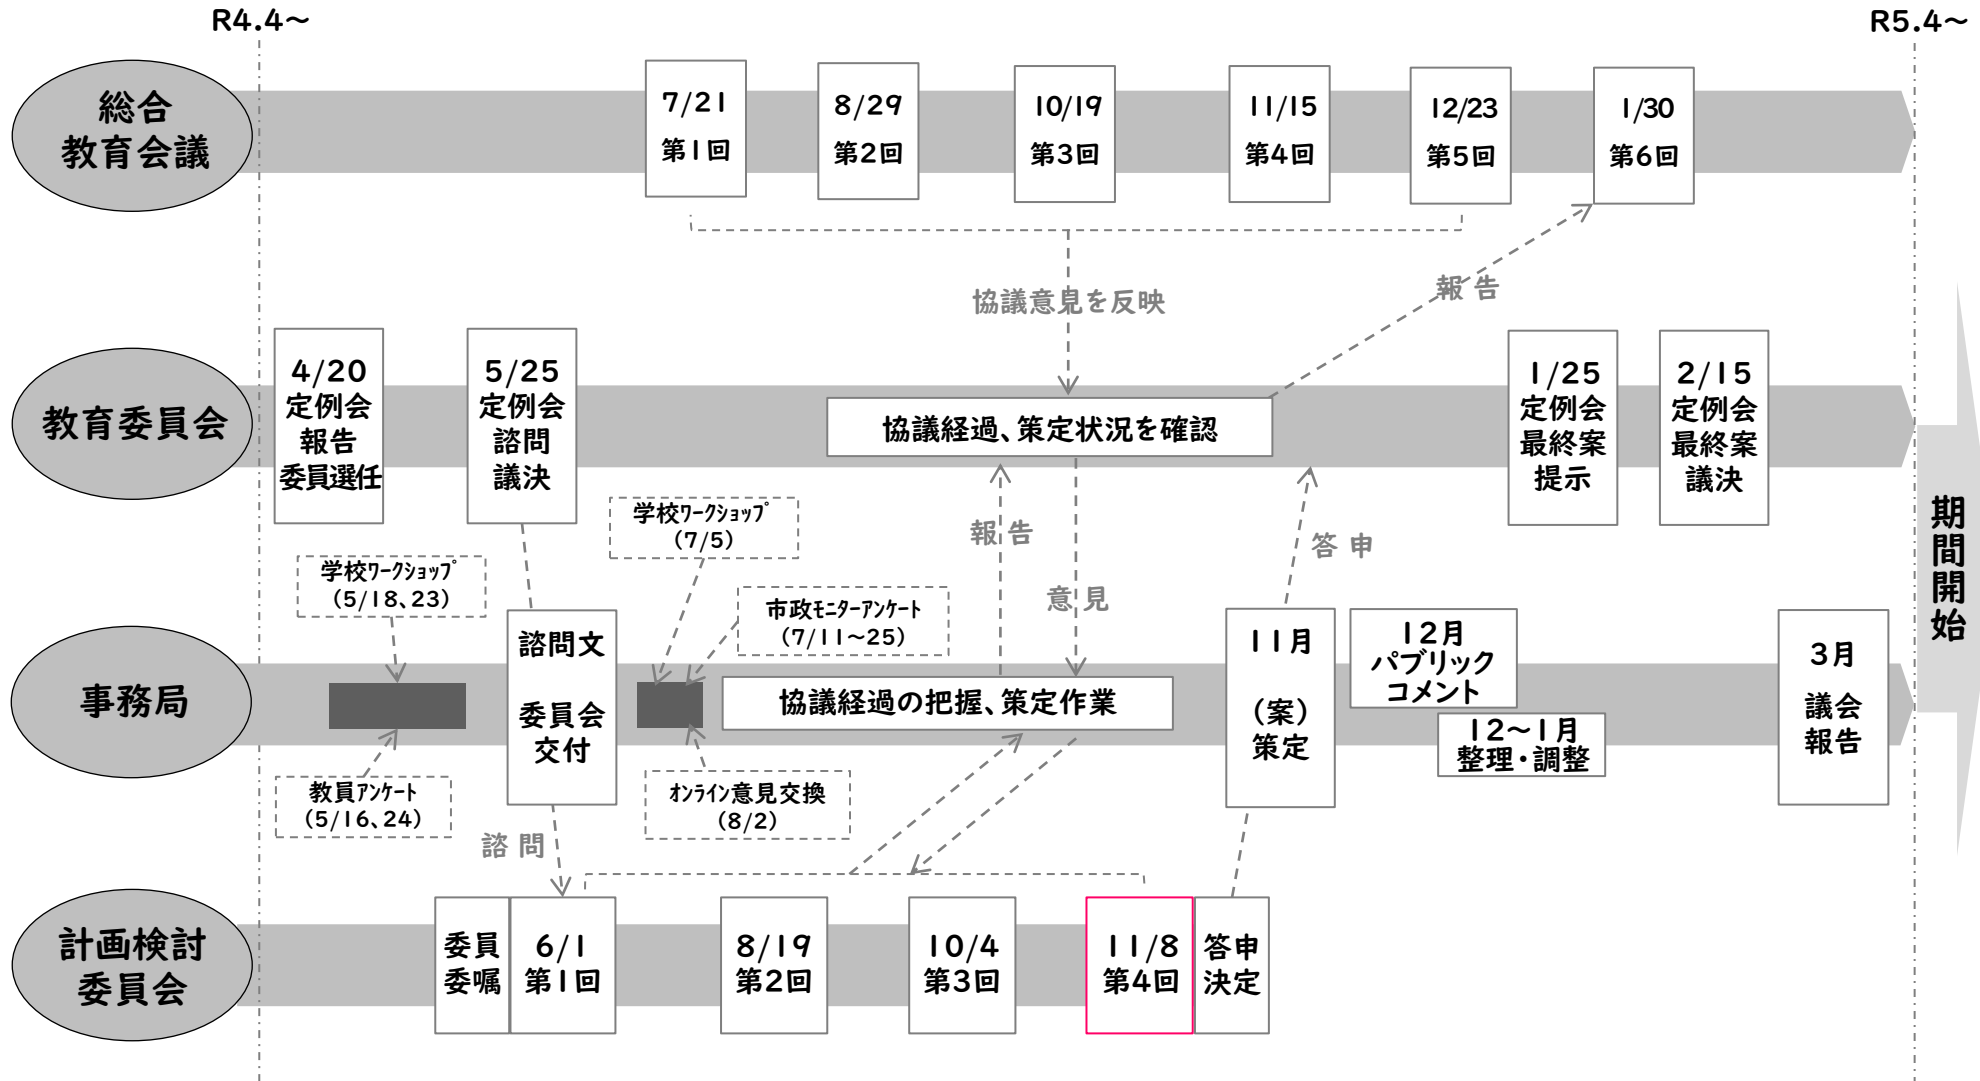 R4.4～
R5.4～
総合
教育会議
7/21
第1回
8/29
第2回
10/19
第3回
11/15
第4回
12/23
第5回
1/30
第6回
協議意見を反映
報 告
教育委員会
4/20
定例会
報告
委員選任
5/25
定例会
諮問
議決
協議経過、策定状況を確認
1/25
定例会
最終案
提示
2/15
定例会
最終案
議決
学校ﾜｰｸｼｮｯﾌﾟ
(7/5)
報 告
意 見
答 申
学校ﾜｰｸｼｮｯﾌﾟ
(5/18、23)
市政ﾓﾆﾀｰｱﾝｹｰﾄ
(7/11～25)
事務局
諮問文
委員会
交付
協議経過の把握、策定作業
11月
（案）
策定
12月
パブリック
コメント
12～1月
整理・調整
3月
議会
報告
教員ｱﾝｹｰﾄ
(5/16、24)
ｵﾝﾗｲﾝ意見交換
(8/2)
諮 問
計画検討
委員会
委員
委嘱
6/1
第1回
8/19
第2回
10/4
第3回
11/8
第4回
答申
決定
期間開始